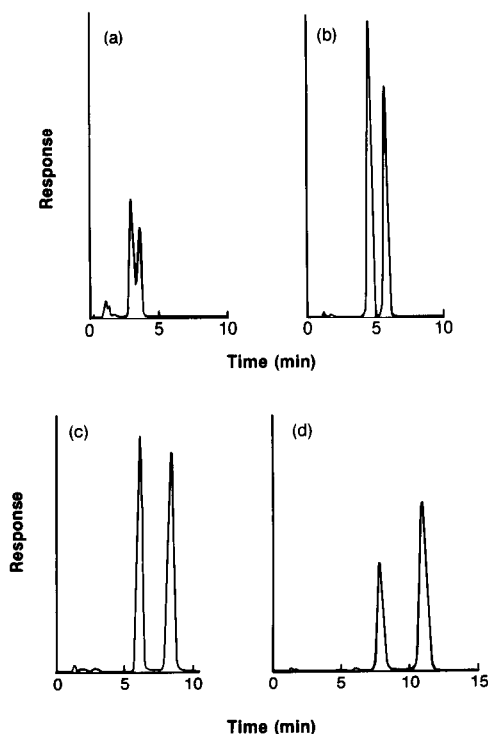 (a)
(b)
Response
0 5 10
0 5 10
Time (min)
(c)
(d)
Response
0 5 10
0 5 10 15
Time (min)